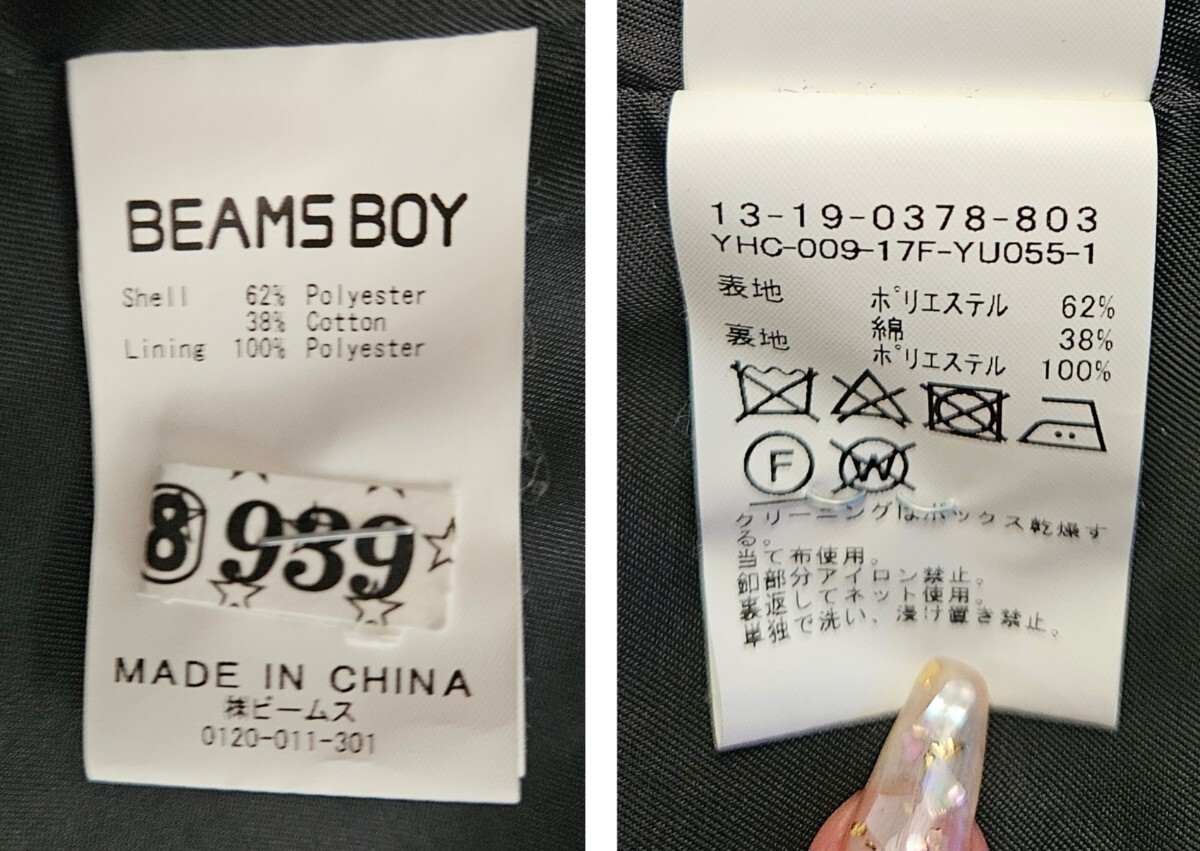 BEAMS BOY
Shell 62% Polyester
38% Cotton
Lining 100% Polyester
8 939
MADE IN CHINA
㈱ビームス
0120-011-301
13-19-0378-803
YHC-009-17F-YU055-1
表地 ポリエステル 62%
綿 38%
裏地 ポリエステル 100%
F W
クリーニングはボックス乾燥す
る。
当て布使用。
釦部分アイロン禁止。
裏返してネット使用。
単独で洗い、浸け置き禁止。